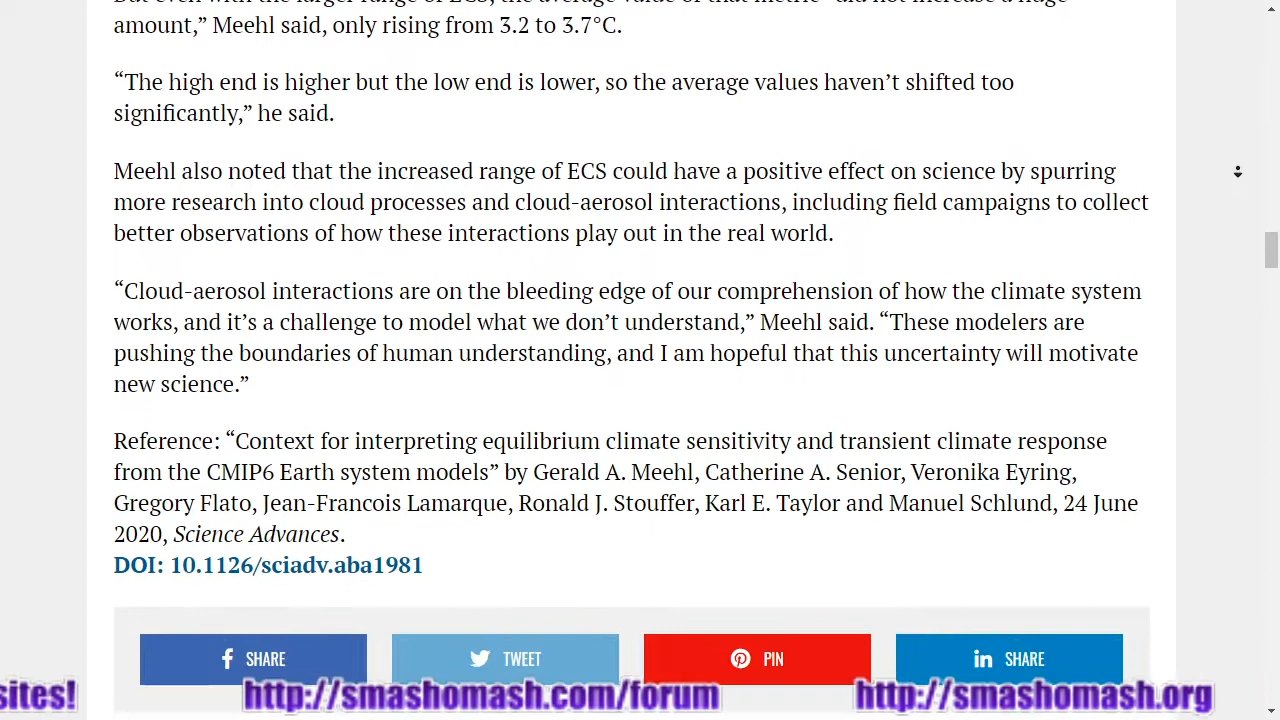 amount,” Meehl said, only rising from 3.2 to 3.7°C.
“The high end is higher but the low end is lower, so the average values haven’t shifted too
significantly,” he said.
Meehl also noted that the increased range of ECS could have a positive effect on science by spurring
more research into cloud processes and cloud-aerosol interactions, including field campaigns to collect
better observations of how these interactions play out in the real world.
“Cloud-aerosol interactions are on the bleeding edge of our comprehension of how the climate system
works, and it’s a challenge to model what we don’t understand,” Meehl said. “These modelers are
pushing the boundaries of human understanding, and I am hopeful that this uncertainty will motivate
new science.”
Reference: “Context for interpreting equilibrium climate sensitivity and transient climate response
from the CMIP6 Earth system models” by Gerald A. Meehl, Catherine A. Senior, Veronika Eyring,
Gregory Flato, Jean-Francois Lamarque, Ronald J. Stouffer, Karl E. Taylor and Manuel Schlund, 24 June
2020, Science Advances.
DOI: 10.1126/sciadv.aba1981
SHARE TWEET PIN SHARE
sites! http://smashomash.com/forum http://smashomash.org